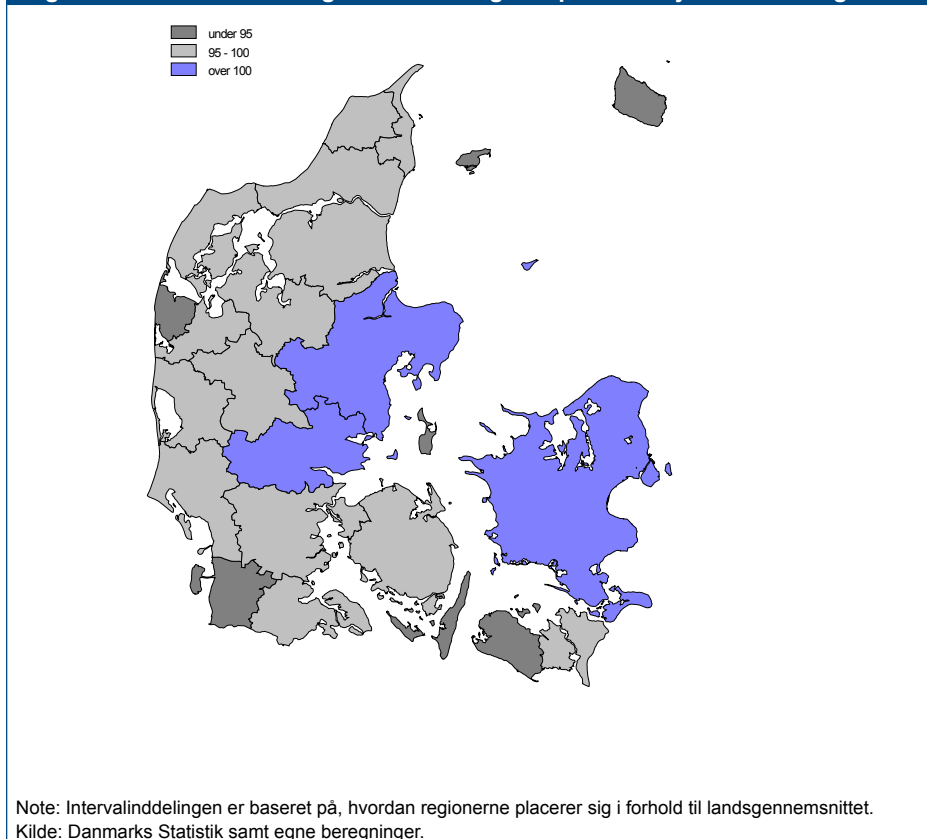 under 95
95 - 100
over 100
Note: Intervalinddelingen er baseret på, hvordan regionerne placerer sig i forhold til landsgennemsnittet.
Kilde: Danmarks Statistik samt egne beregninger.